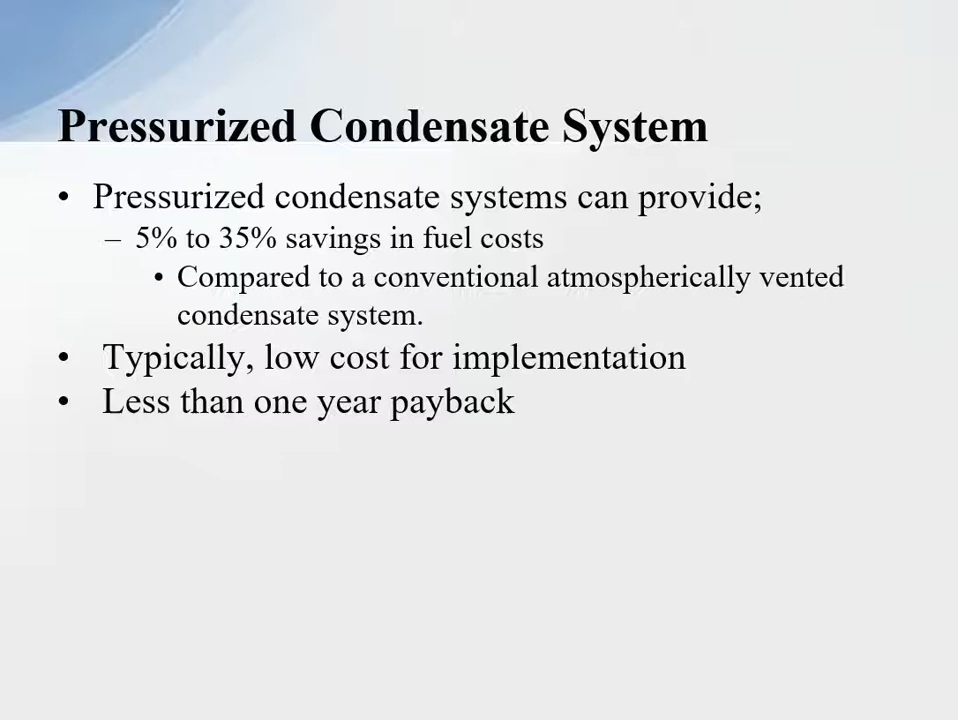 Pressurized Condensate System
• Pressurized condensate systems can provide;
– 5% to 35% savings in fuel costs
• Compared to a conventional atmospherically vented
condensate system.
• Typically, low cost for implementation
• Less than one year payback